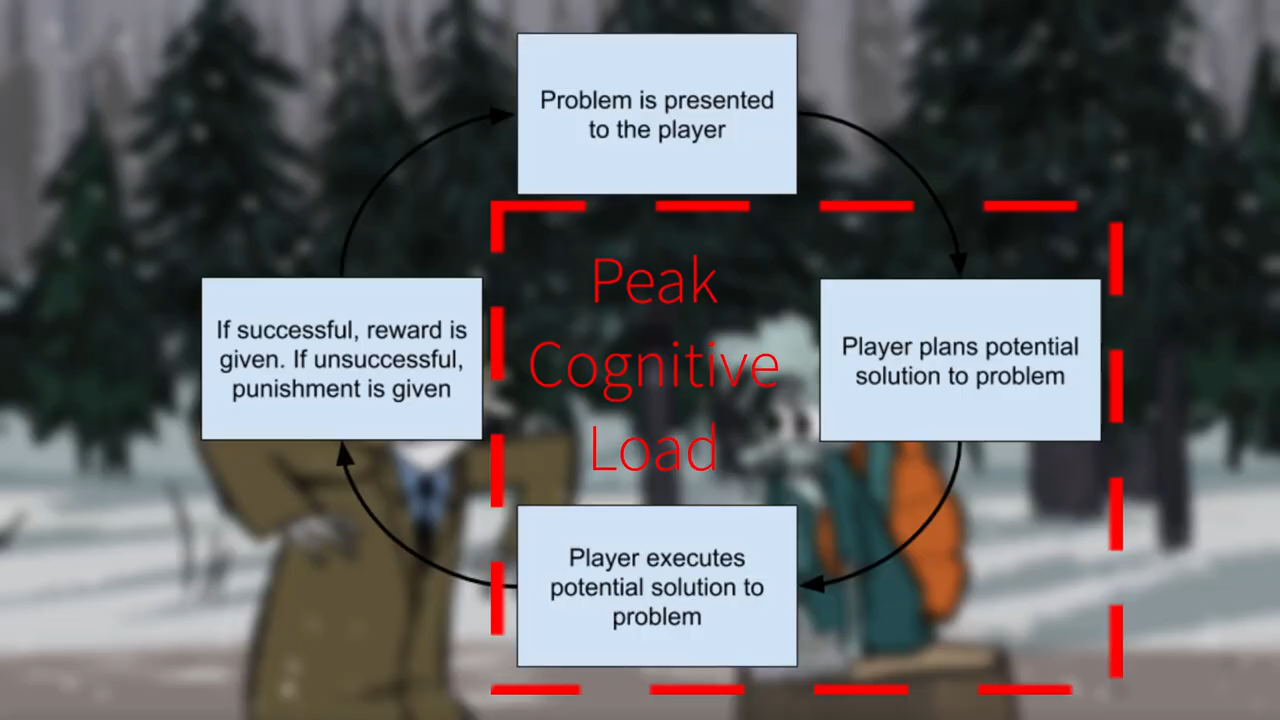 Problem is presented
to the player
Peak
Cognitive
Load
If successful, reward is
given. If unsuccessful,
punishment is given
Player plans potential
solution to problem
Player executes
potential solution to
problem